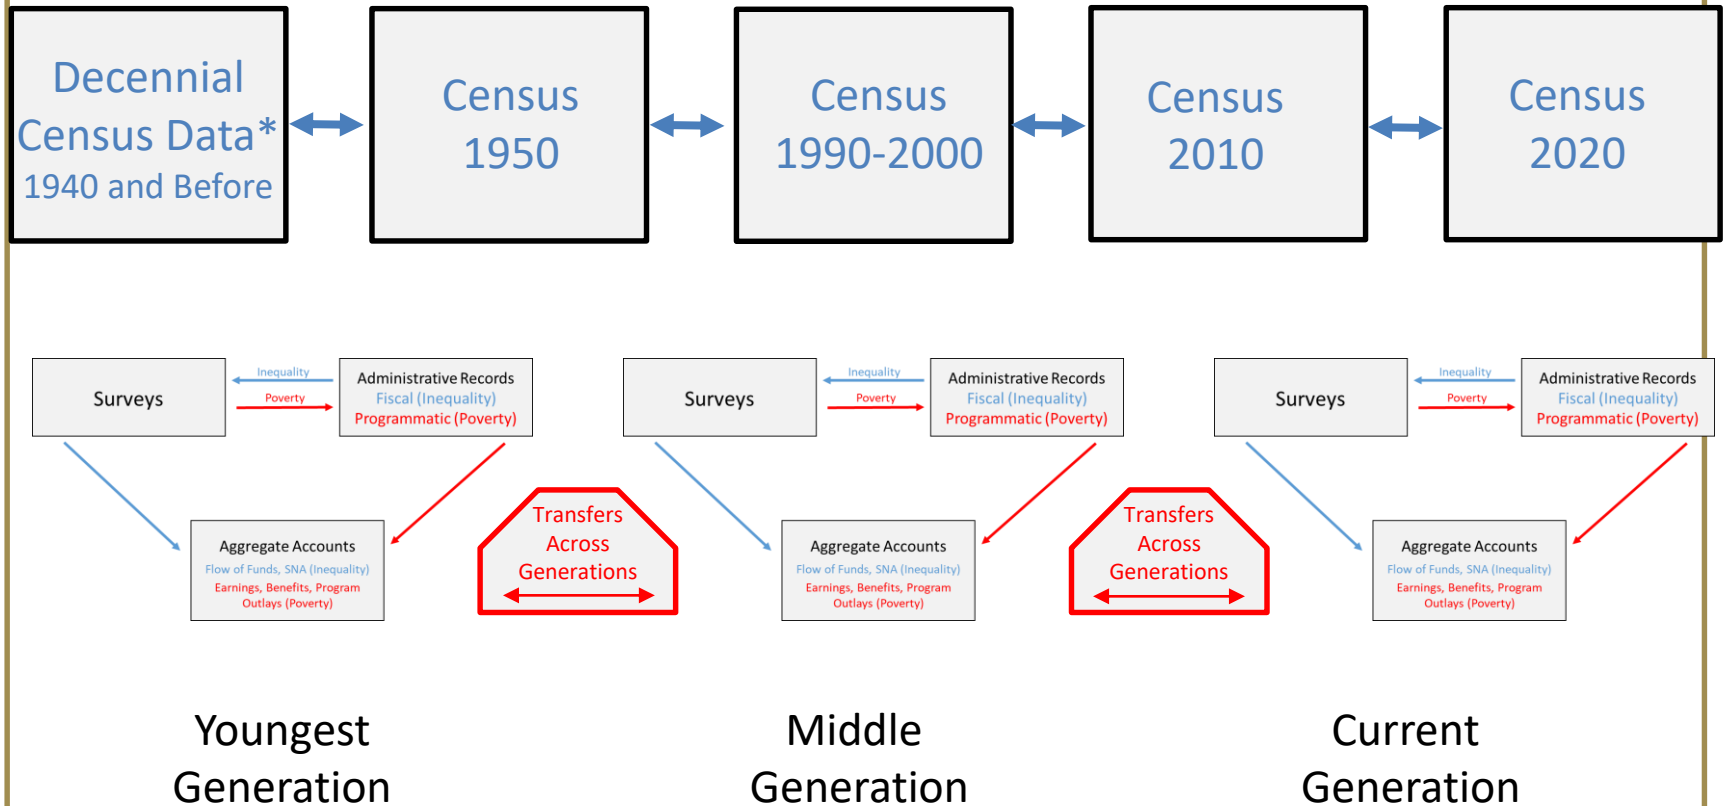 Decennial
Census Data*
1940 and Before
Census
1950
Census
1990-2000
Census
2010
Census
2020
Surveys
Inequality
Poverty
Administrative Records
Fiscal (Inequality)
Programmatic (Poverty)
Aggregate Accounts
Flow of Funds, SNA (Inequality)
Earnings, Benefits, Program
Outlays (Poverty)
Transfers
Across
Generations
Surveys
Inequality
Poverty
Administrative Records
Fiscal (Inequality)
Programmatic (Poverty)
Aggregate Accounts
Flow of Funds, SNA (Inequality)
Earnings, Benefits, Program
Outlays (Poverty)
Transfers
Across
Generations
Surveys
Inequality
Poverty
Administrative Records
Fiscal (Inequality)
Programmatic (Poverty)
Aggregate Accounts
Flow of Funds, SNA (Inequality)
Earnings, Benefits, Program
Outlays (Poverty)
Youngest
Generation
Middle
Generation
Current
Generation